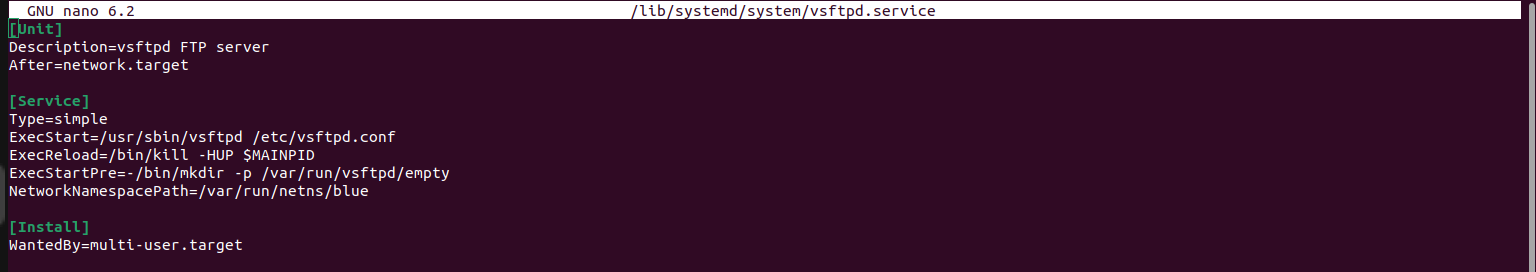 GNU nano 6.2 /lib/systemd/system/vsftpd.service
[Unit]
Description=vsftpd FTP server
After=network.target
[Service]
Type=simple
ExecStart=/usr/sbin/vsftpd /etc/vsftpd.conf
ExecReload=/bin/kill -HUP $MAINPID
ExecStartPre=-/bin/mkdir -p /var/run/vsftpd/empty
NetworkNamespacePath=/var/run/netns/blue
[Install]
WantedBy=multi-user.target